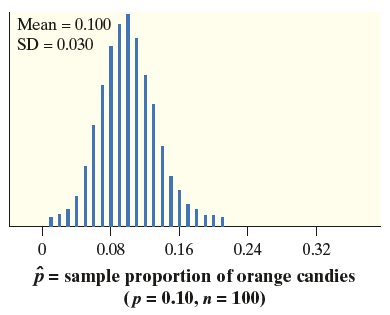 Mean = 0.100
SD = 0.030
0 0.08 0.16 0.24 0.32
p̂ = sample proportion of orange candies
(p = 0.10, n = 100)